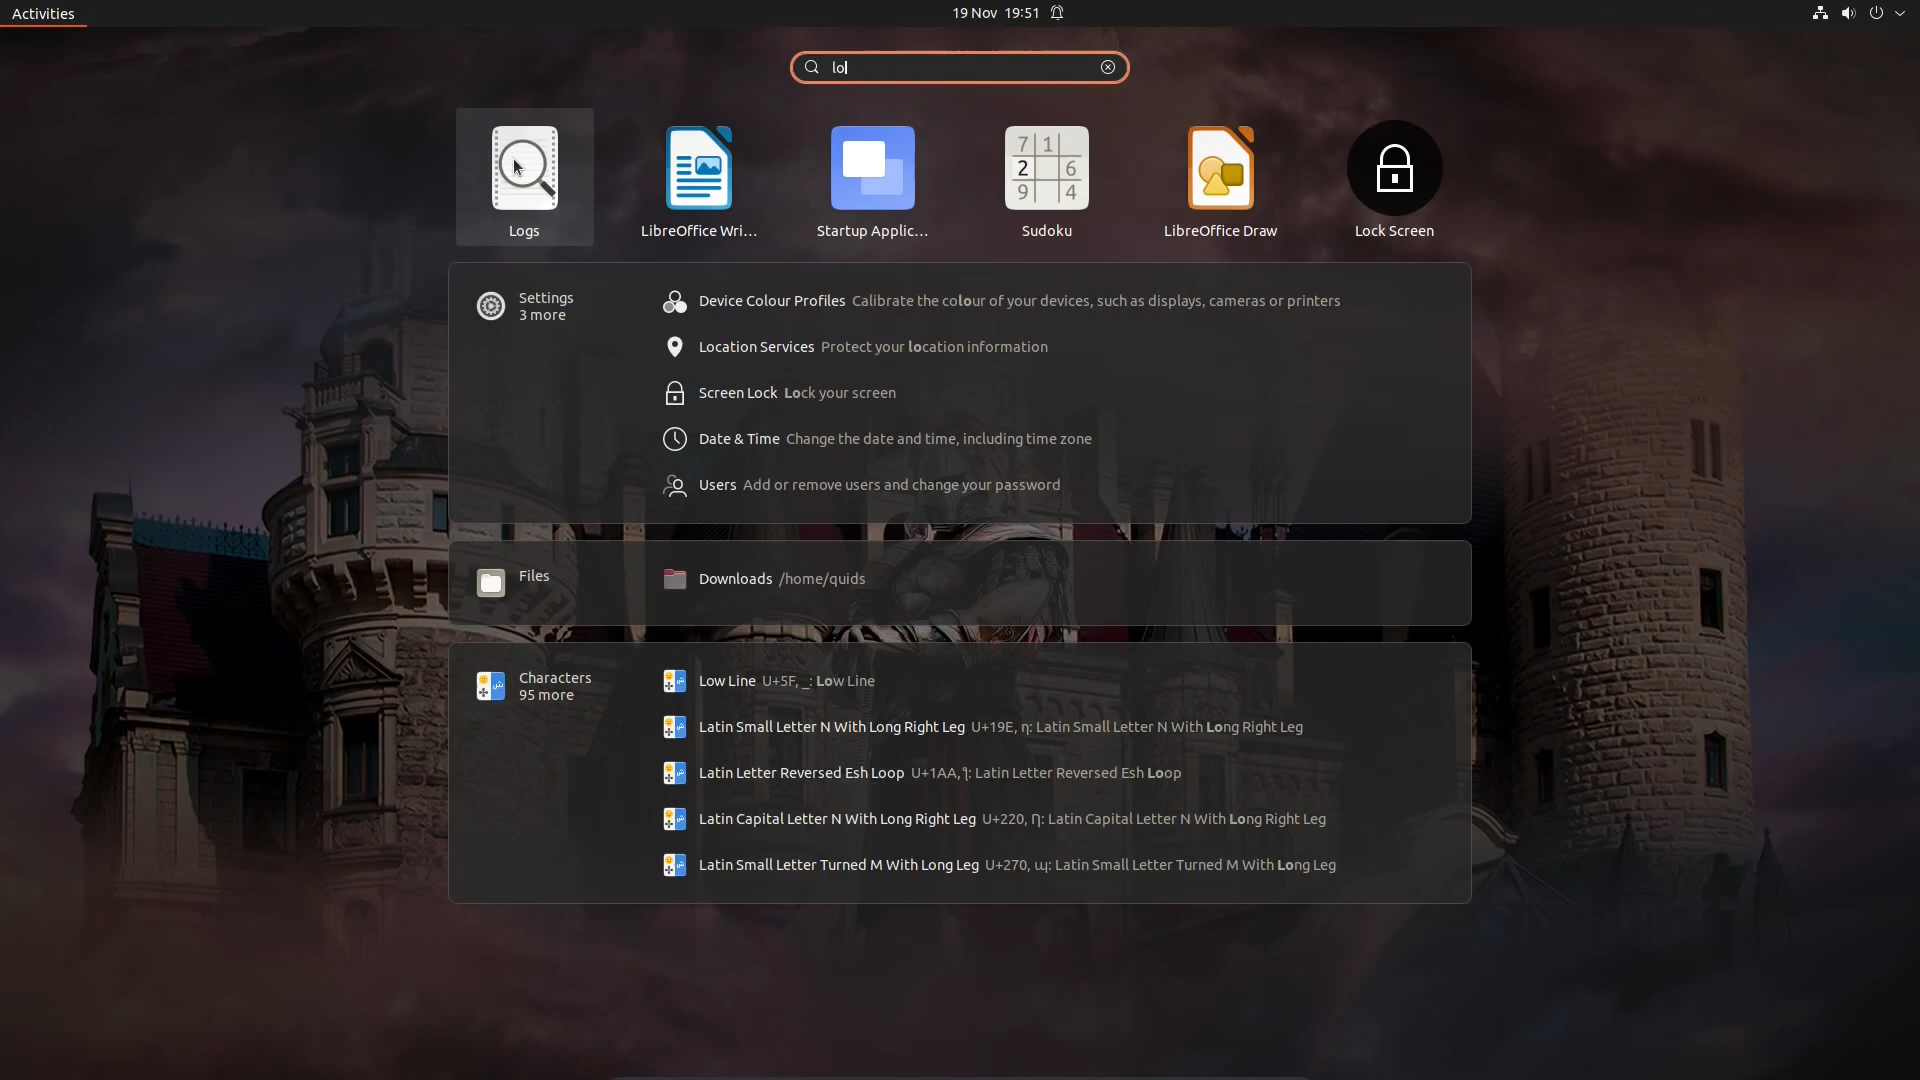 Activities
19 Nov 19:51
lo
Logs
LibreOffice Wri...
Startup Applic...
7 1
2 6
9 4
Sudoku
LibreOffice Draw
Lock Screen
Settings
3 more
Device Colour Profiles Calibrate the colour of your devices, such as displays, cameras or printers
Location Services Protect your location information
Screen Lock Lock your screen
Date & Time Change the date and time, including time zone
Users Add or remove users and change your password
Files
Downloads /home/quids
Characters
95 more
Low Line U+5F, _: Low Line
Latin Small Letter N With Long Right Leg U+19E, ƞ: Latin Small Letter N With Long Right Leg
Latin Letter Reversed Esh Loop U+1AA, ƪ: Latin Letter Reversed Esh Loop
Latin Capital Letter N With Long Right Leg U+220, Ƞ: Latin Capital Letter N With Long Right Leg
Latin Small Letter Turned M With Long Leg U+270, ɰ: Latin Small Letter Turned M With Long Leg